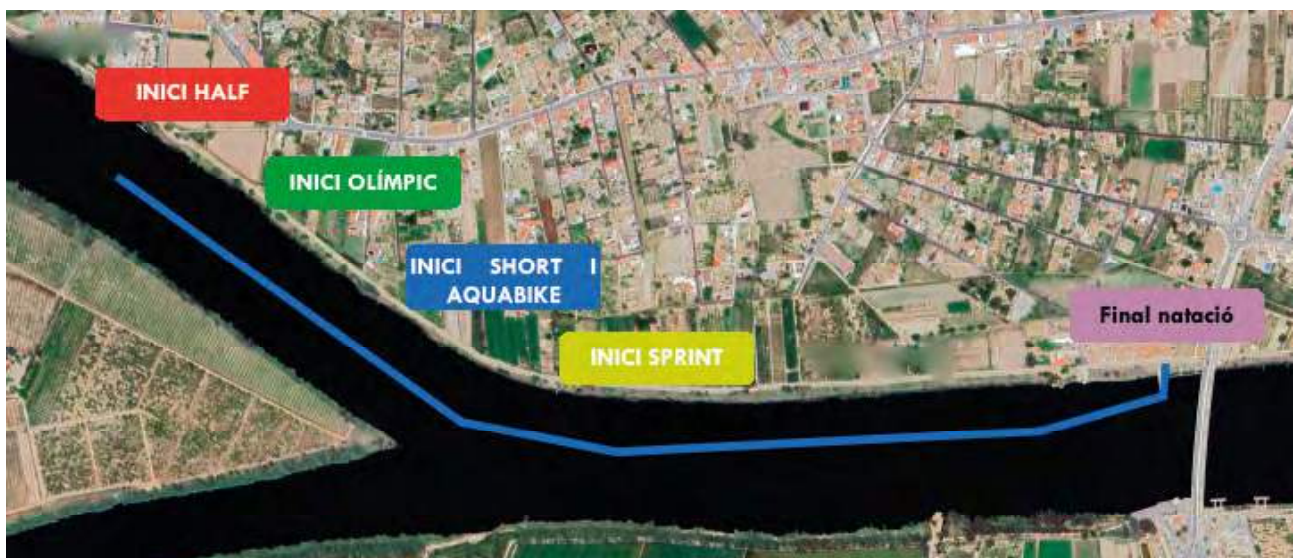 INICI HALF
INICI OLÍMPIC
INICI SHORT I
AQUABIKE
INICI SPRINT
Final natació